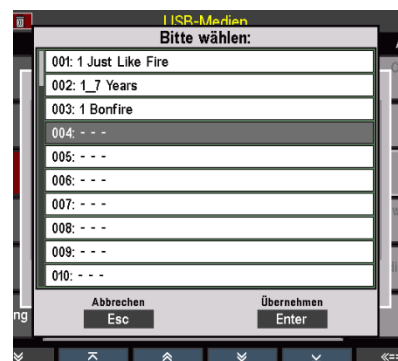 USB-Medien
Bitte wählen:
001: 1 Just Like Fire
002: 1_7 Years
003: 1 Bonfire
004: - - -
005: - - -
006: - - -
007: - - -
008: - - -
009: - - -
010: - - -
Abbrechen Übernehmen
Esc Enter
ng